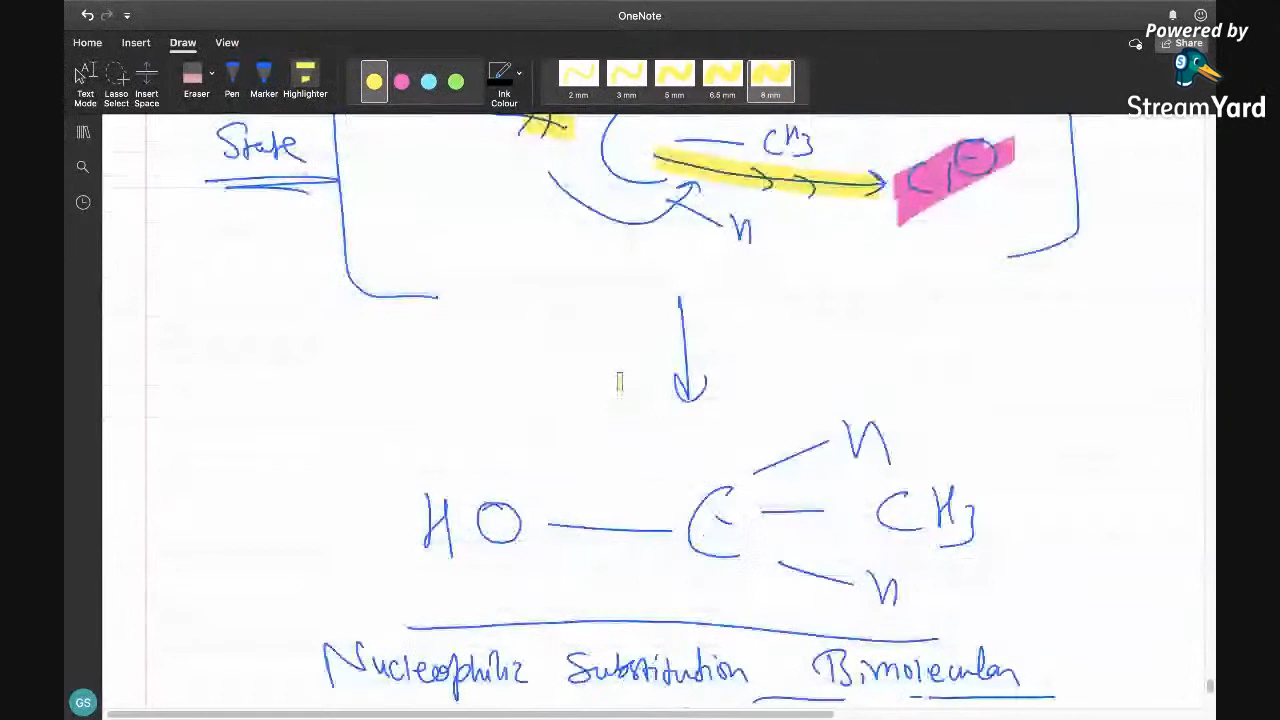 OneNote
Powered by
StreamYard
Home Insert Draw View
Share
Text Mode
Lasso Select
Insert Space
Eraser
Pen
Marker
Highlighter
Ink Colour
2 mm 3 mm 5 mm 6.5 mm 8 mm
State
CH3
Cl⊖
H
H
HO C CH3
H
Nucleophilic Substitution Bimolecular
GS